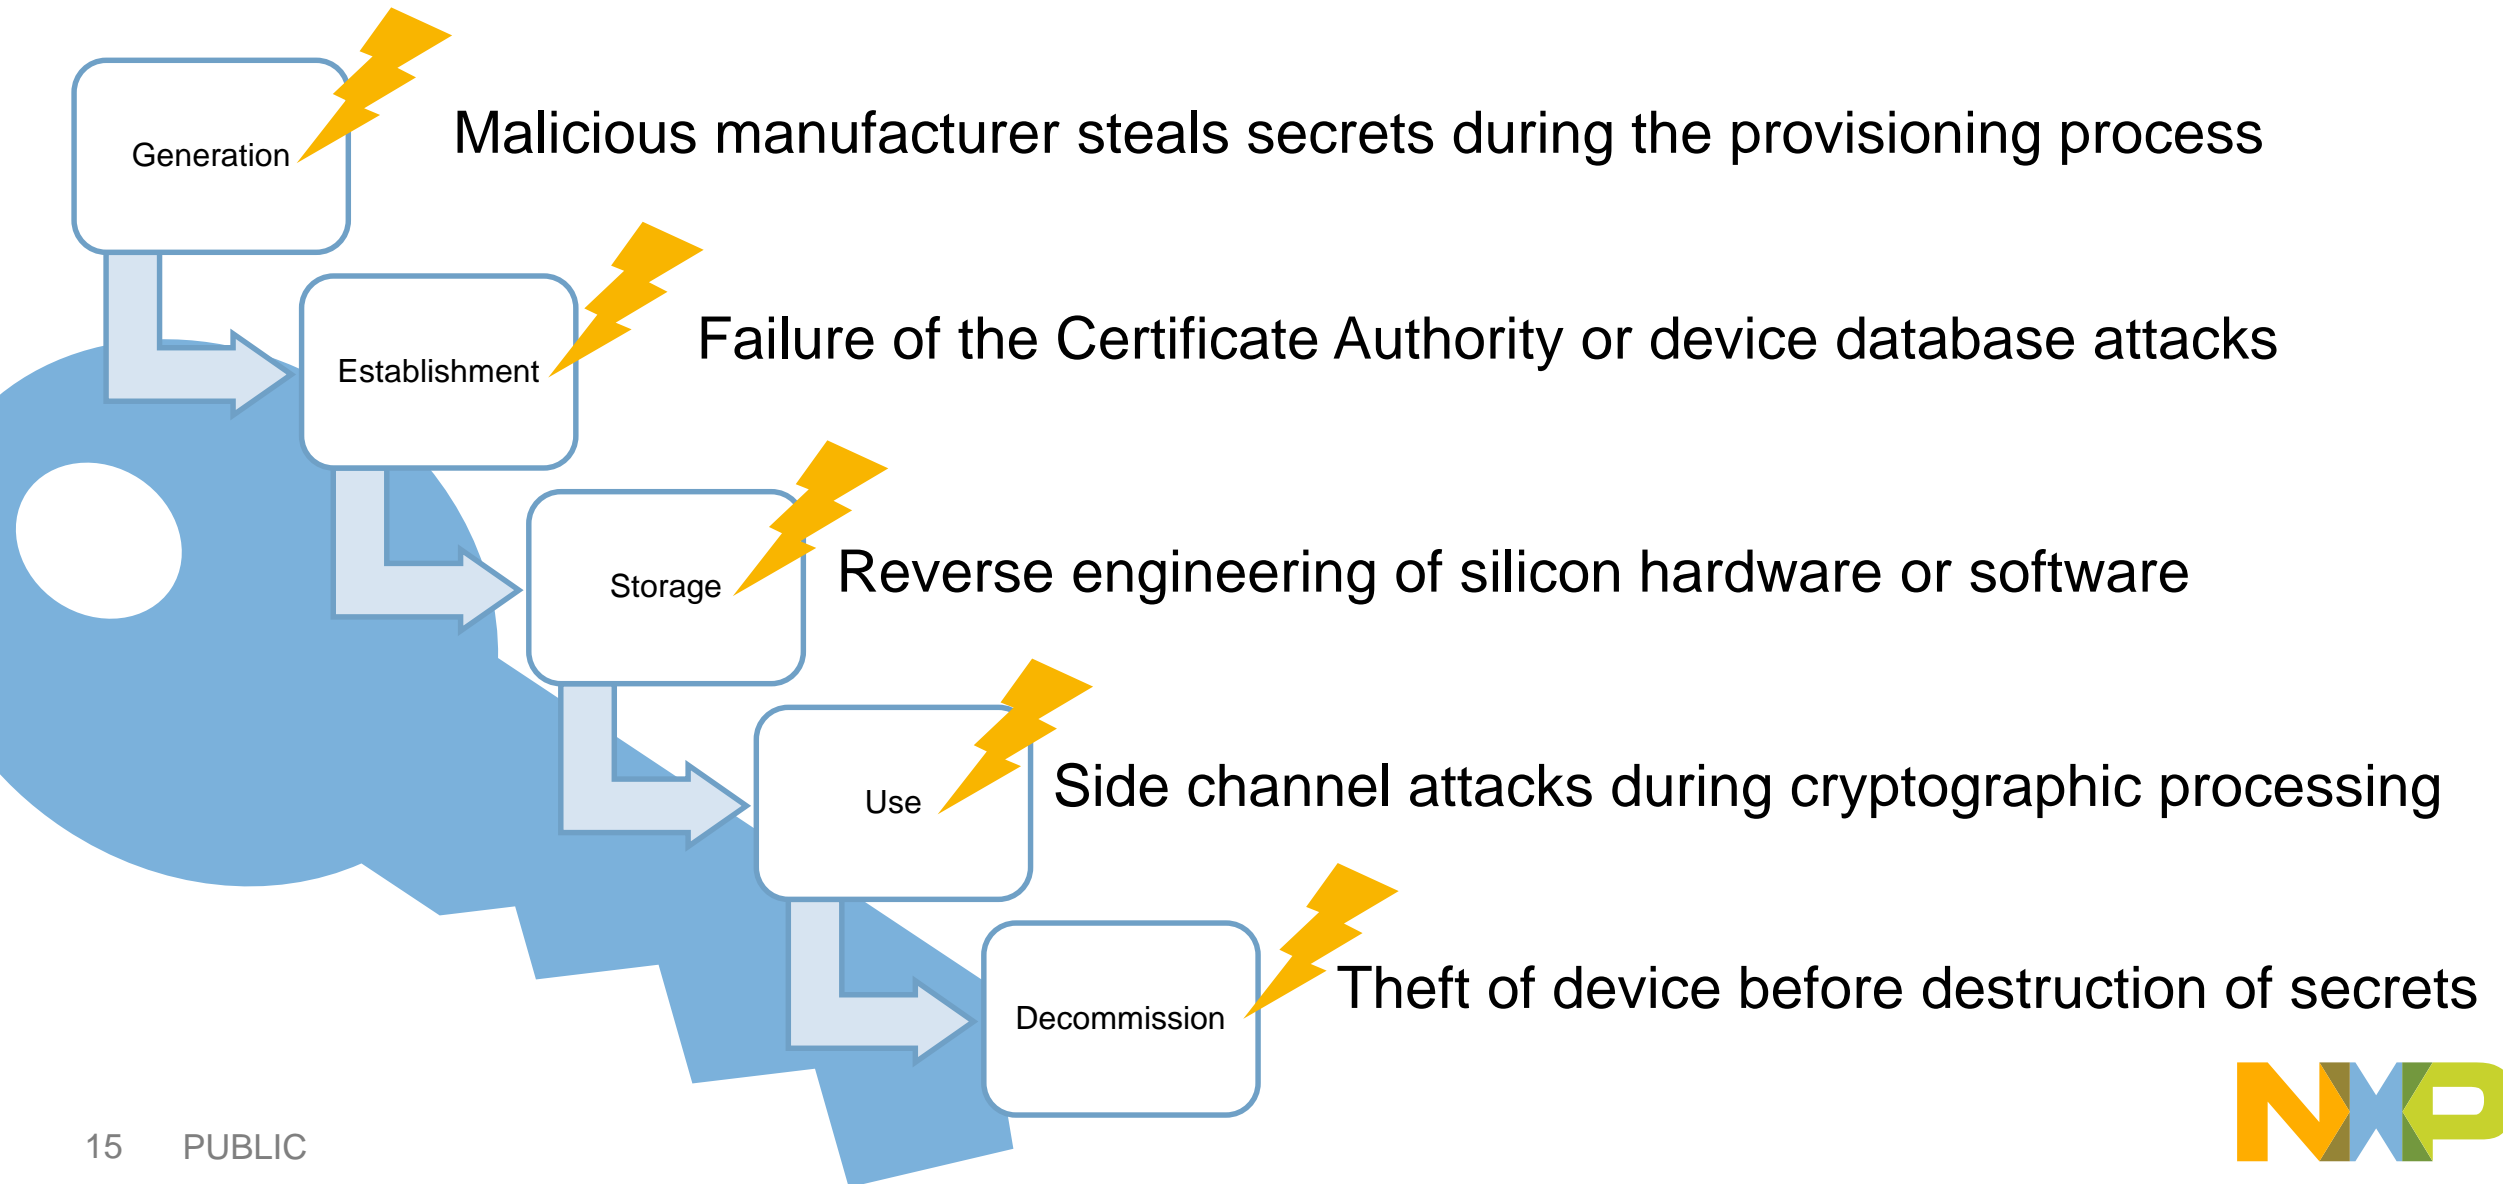 Generation
Malicious manufacturer steals secrets during the provisioning process
Establishment
Failure of the Certificate Authority or device database attacks
Storage
Reverse engineering of silicon hardware or software
Use
Side channel attacks during cryptographic processing
Decommission
Theft of device before destruction of secrets
15 PUBLIC
NXP